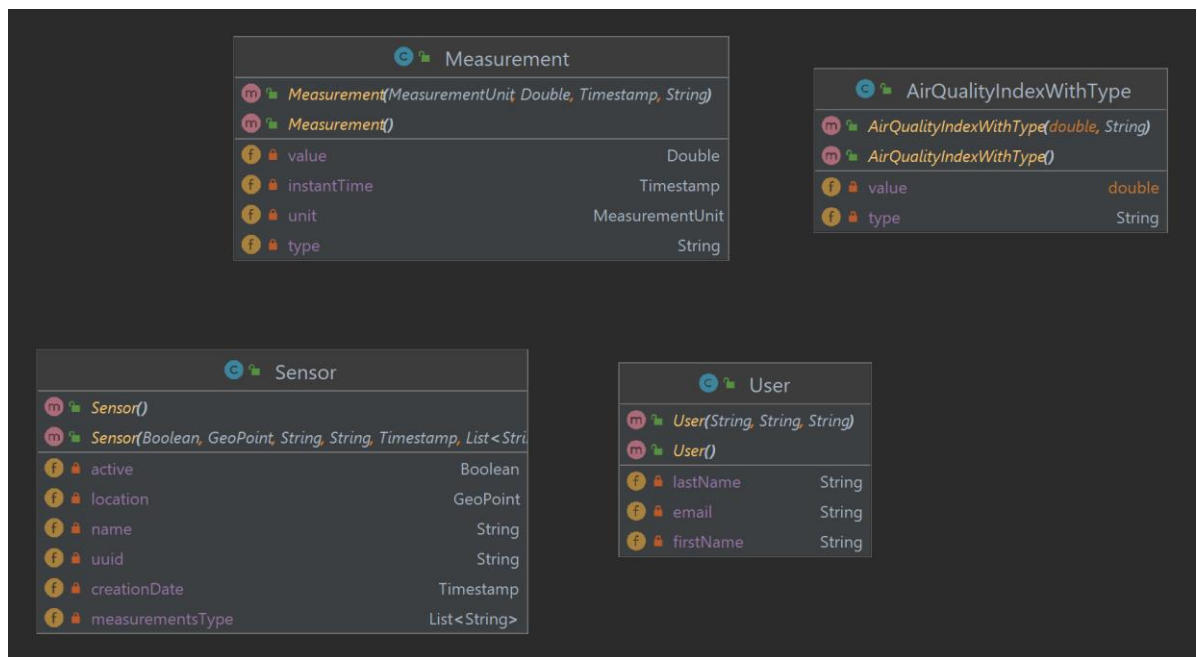 Measurement
Measurement(MeasurementUnit, Double, Timestamp, String)
Measurement()
value Double
instantTime Timestamp
unit MeasurementUnit
type String
AirQualityIndexWithType
AirQualityIndexWithType(double, String)
AirQualityIndexWithType()
value double
type String
Sensor
Sensor()
Sensor(Boolean, GeoPoint, String, String, Timestamp, List<Stri
active Boolean
location GeoPoint
name String
uuid String
creationDate Timestamp
measurementsType List<String>
User
User(String, String, String)
User()
lastName String
email String
firstName String